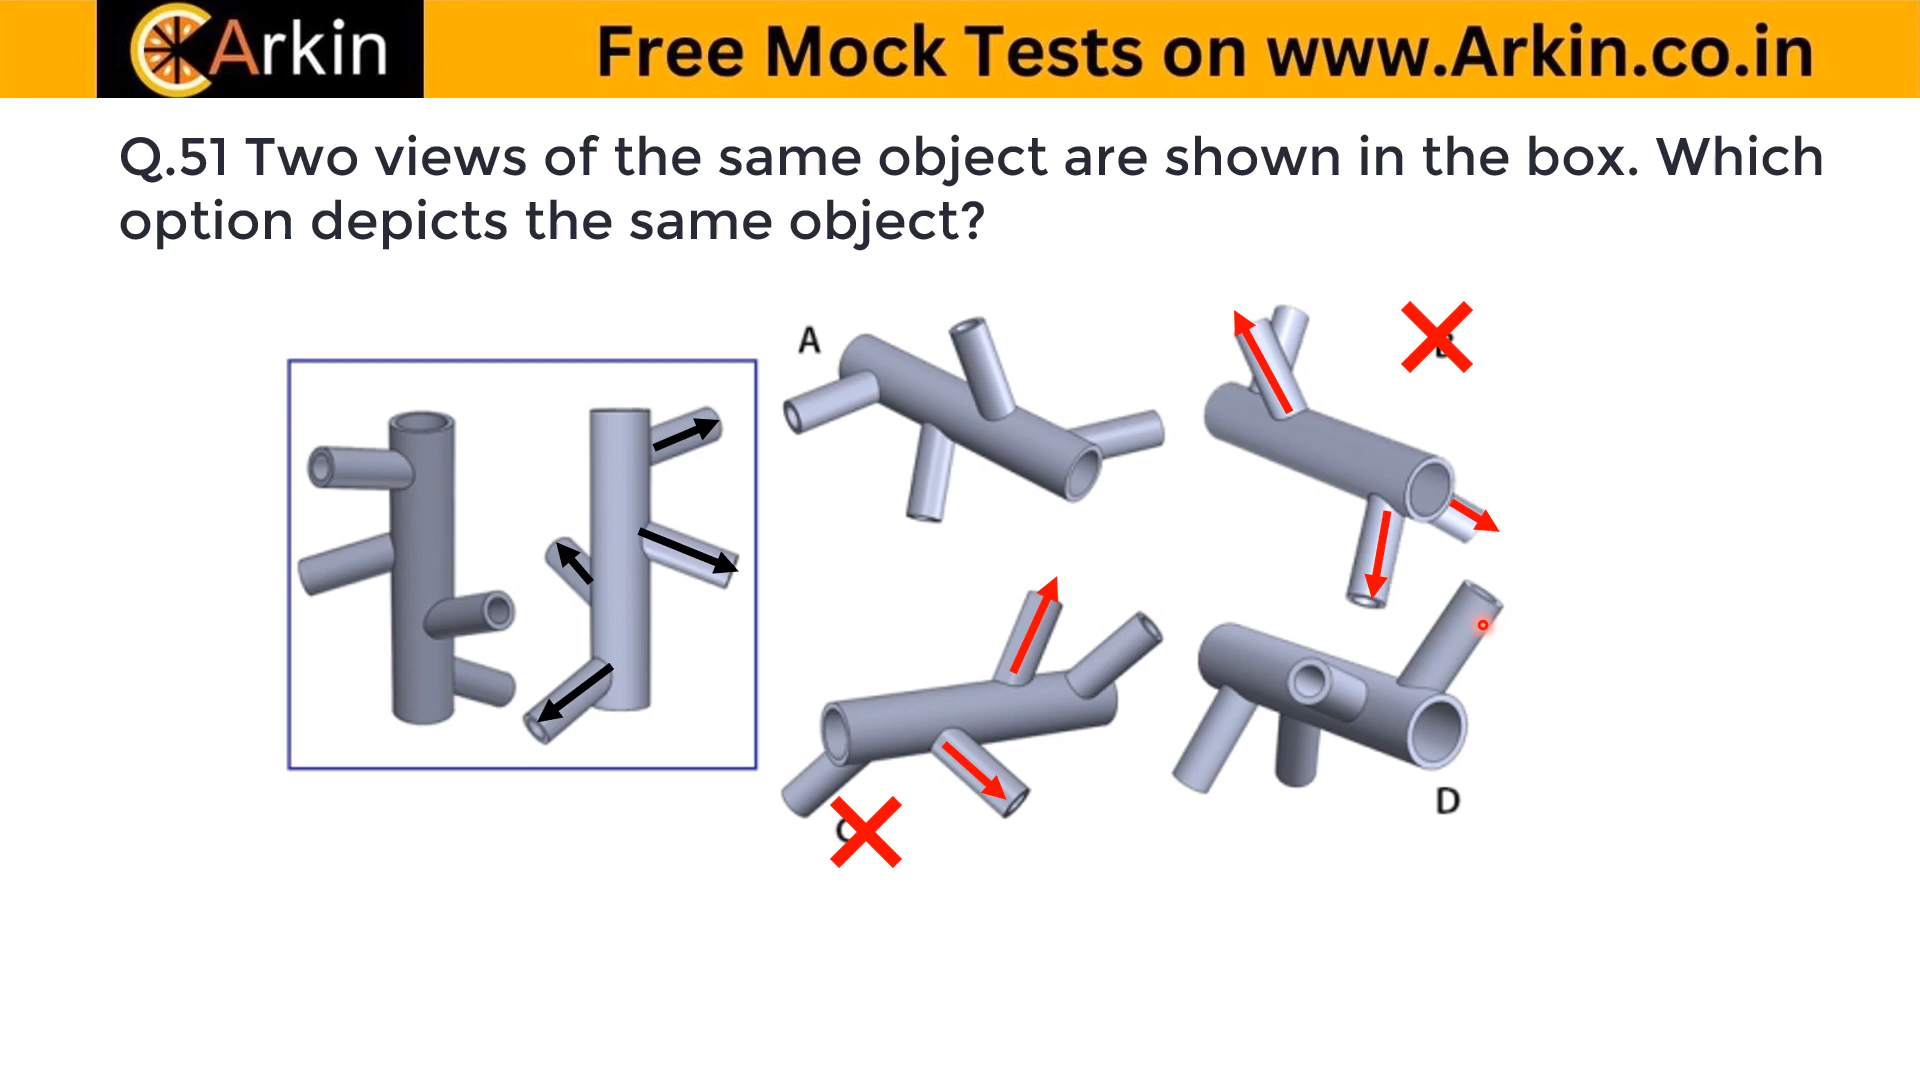 Arkin
Free Mock Tests on www.Arkin.co.in
Q.51 Two views of the same object are shown in the box. Which
option depicts the same object?
A
B
C
D